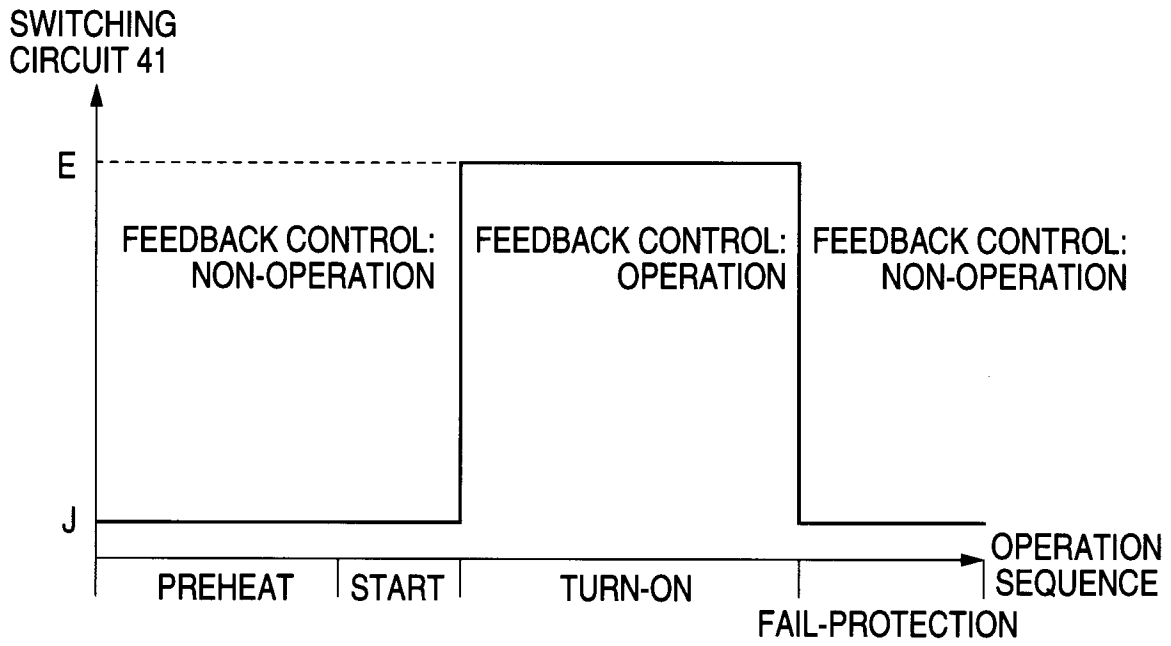 SWITCHING
CIRCUIT 41
E
FEEDBACK CONTROL:
NON-OPERATION
FEEDBACK CONTROL:
OPERATION
FEEDBACK CONTROL:
NON-OPERATION
J
OPERATION
SEQUENCE
PREHEAT
START
TURN-ON
FAIL-PROTECTION